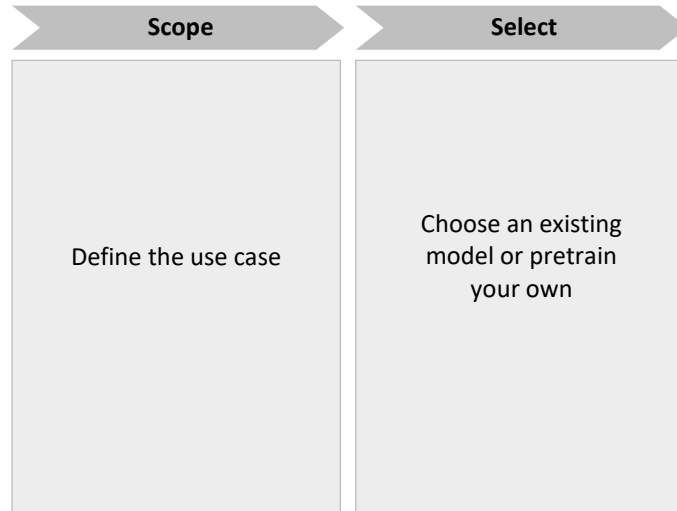 Scope
Select
Define the use case
Choose an existing
model or pretrain
your own